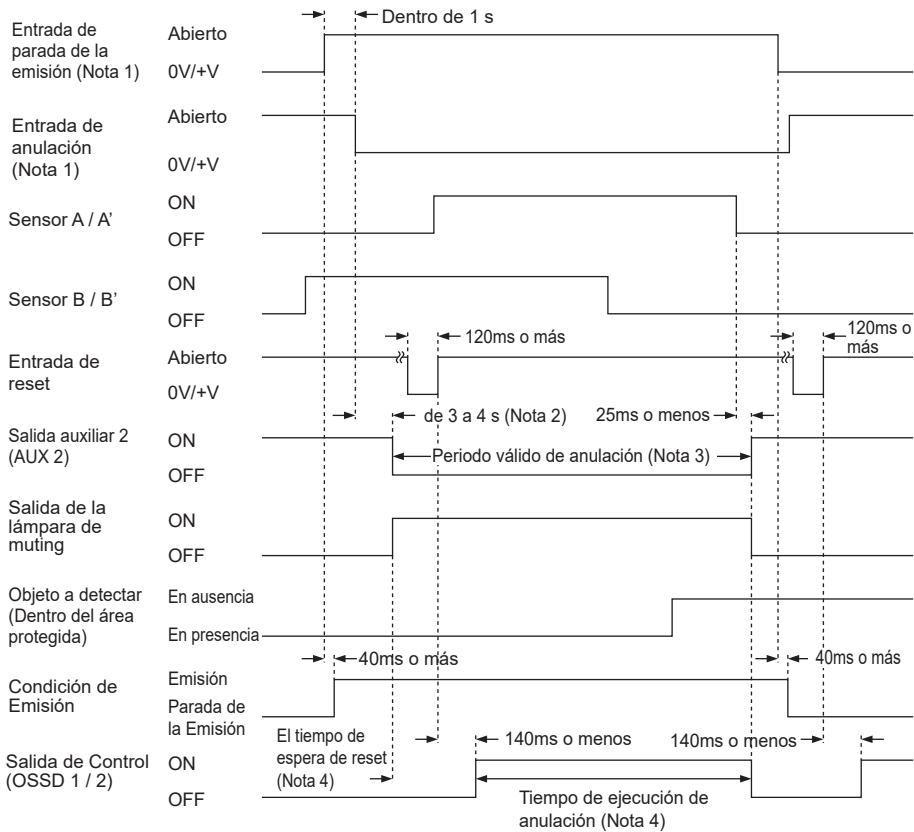 Entrada de
parada de la
emisión (Nota 1)
Abierto
0V/+V
Dentro de 1 s
Entrada de
anulación
(Nota 1)
Abierto
0V/+V
Sensor A / A’
ON
OFF
Sensor B / B’
ON
OFF
Entrada de
reset
Abierto
0V/+V
120ms o más
120ms o
más
de 3 a 4 s (Nota 2)
25ms o menos
Salida auxiliar 2
(AUX 2)
ON
OFF
Periodo válido de anulación (Nota 3)
Salida de la
lámpara de
muting
ON
OFF
Objeto a detectar
(Dentro del área
protegida)
En ausencia
En presencia
40ms o más
40ms o más
Condición de
Emisión
Emisión
Parada de
la Emisión
El tiempo de
espera de reset
(Nota 4)
140ms o menos
140ms o menos
Salida de Control
(OSSD 1 / 2)
ON
OFF
Tiempo de ejecución de
anulación (Nota 4)